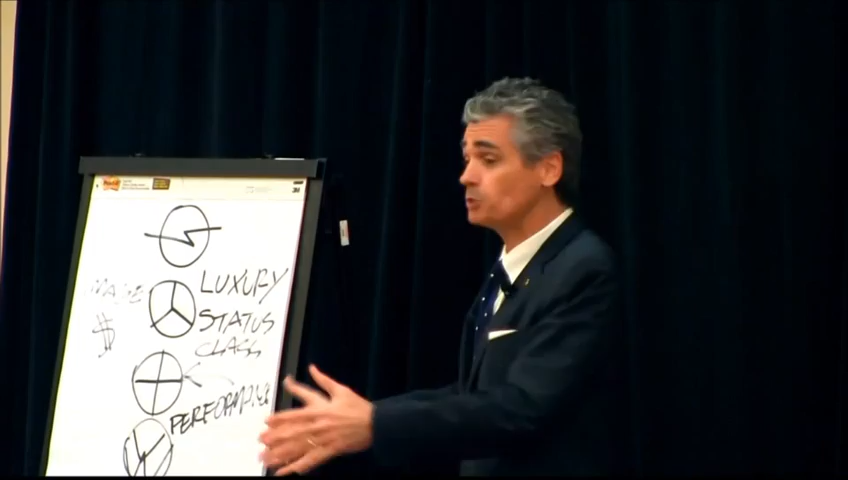 LUXURY
STATUS
$
CLASS
PERFORMANCE